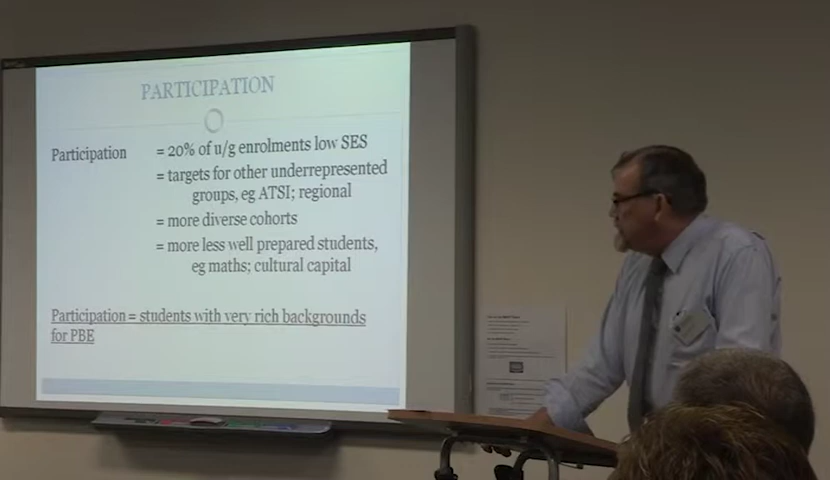 PARTICIPATION
Participation = 20% of u/g enrolments low SES
= targets for other underrepresented
groups, eg ATSI; regional
= more diverse cohorts
= more less well prepared students,
eg maths; cultural capital
Participation = students with very rich backgrounds
for PBE